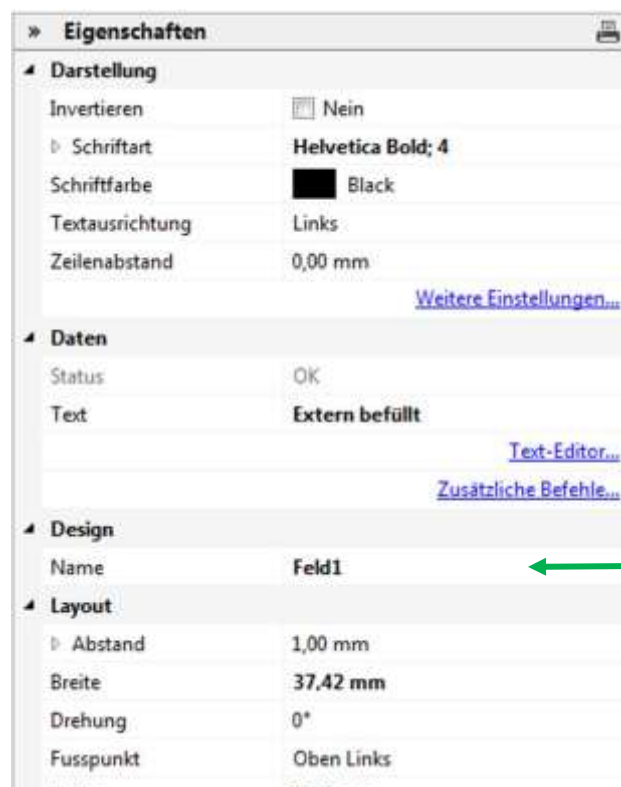 » Eigenschaften
Darstellung
Invertieren Nein
Schriftart Helvetica Bold; 4
Schriftfarbe Black
Textausrichtung Links
Zeilenabstand 0,00 mm
Weitere Einstellungen...
Daten
Status OK
Text Extern befüllt
Text-Editor...
Zusätzliche Befehle...
Design
Name Feld1
Layout
Abstand 1,00 mm
Breite 37,42 mm
Drehung 0°
Fusspunkt Oben Links